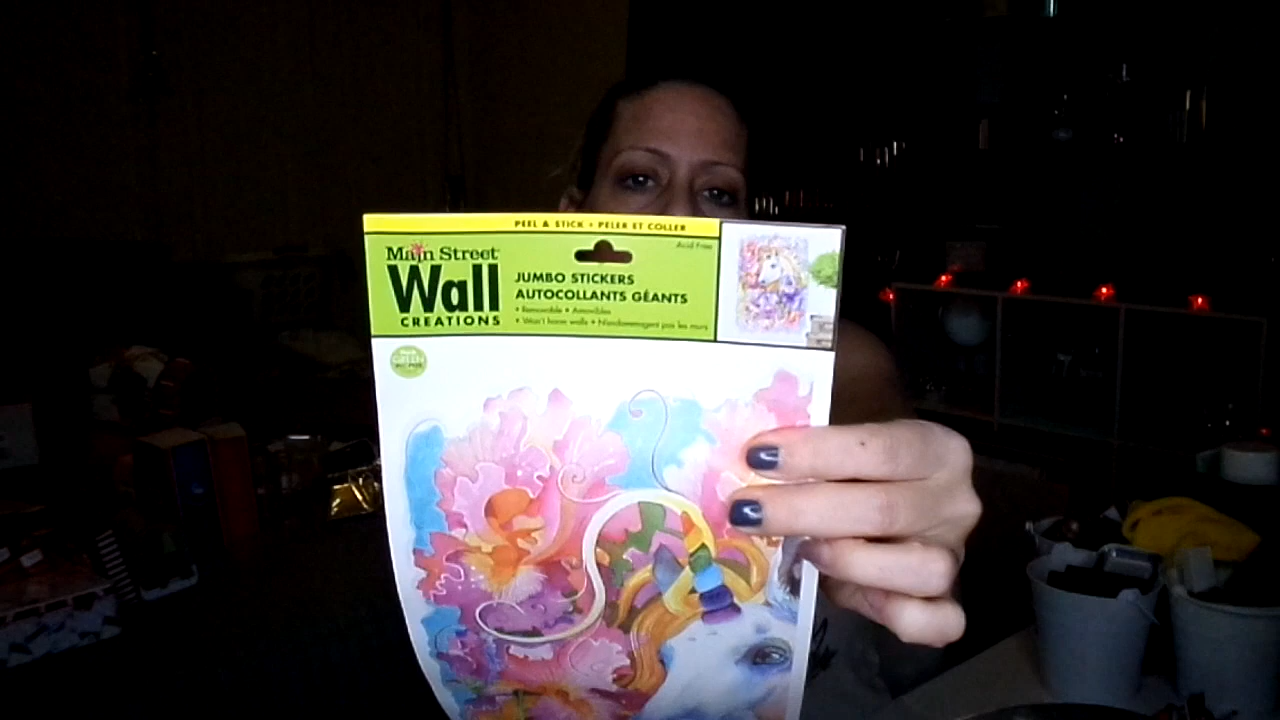 PEEL & STICK • PELER ET COLLER
Main Street
Wall
CREATIONS
JUMBO STICKERS
AUTOCOLLANTS GÉANTS
• Removable • Amovibles
• Won't harm walls • N'endommagent pas les murs
Acid Free
GREEN